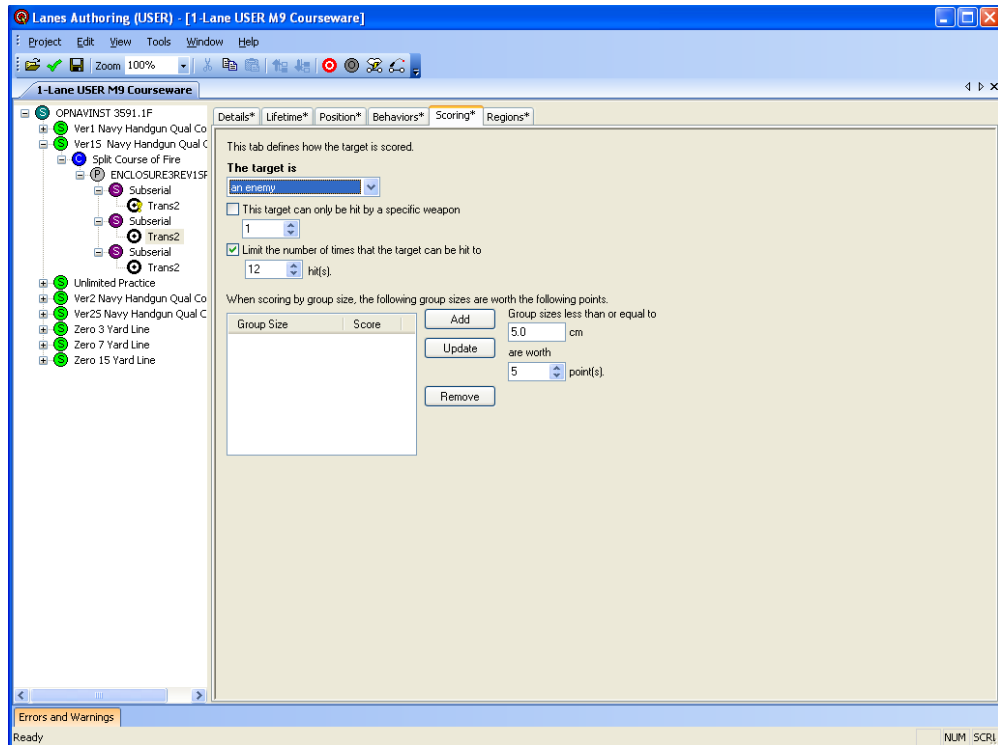 Lanes Authoring (USER) - [1-Lane USER M9 Courseware]
Project Edit View Tools Window Help
Zoom 100%
1-Lane USER M9 Courseware
OPNAVINST 3591.1F
Ver1 Navy Handgun Qual Co
Ver1S Navy Handgun Qual C
Split Course of Fire
ENCLOSURE3REV1SF
Subserial
Trans2
Subserial
Trans2
Subserial
Trans2
Unlimited Practice
Ver2 Navy Handgun Qual Co
Ver2S Navy Handgun Qual C
Zero 3 Yard Line
Zero 7 Yard Line
Zero 15 Yard Line
Details* Lifetime* Position* Behaviors* Scoring* Regions*
This tab defines how the target is scored.
The target is
an enemy
This target can only be hit by a specific weapon
1
Limit the number of times that the target can be hit to
12 hit(s).
When scoring by group size, the following group sizes are worth the following points.
Group Size Score
Add
Update
Remove
Group sizes less than or equal to
5.0 cm
are worth
5 point(s).
Errors and Warnings
Ready NUM SCRL